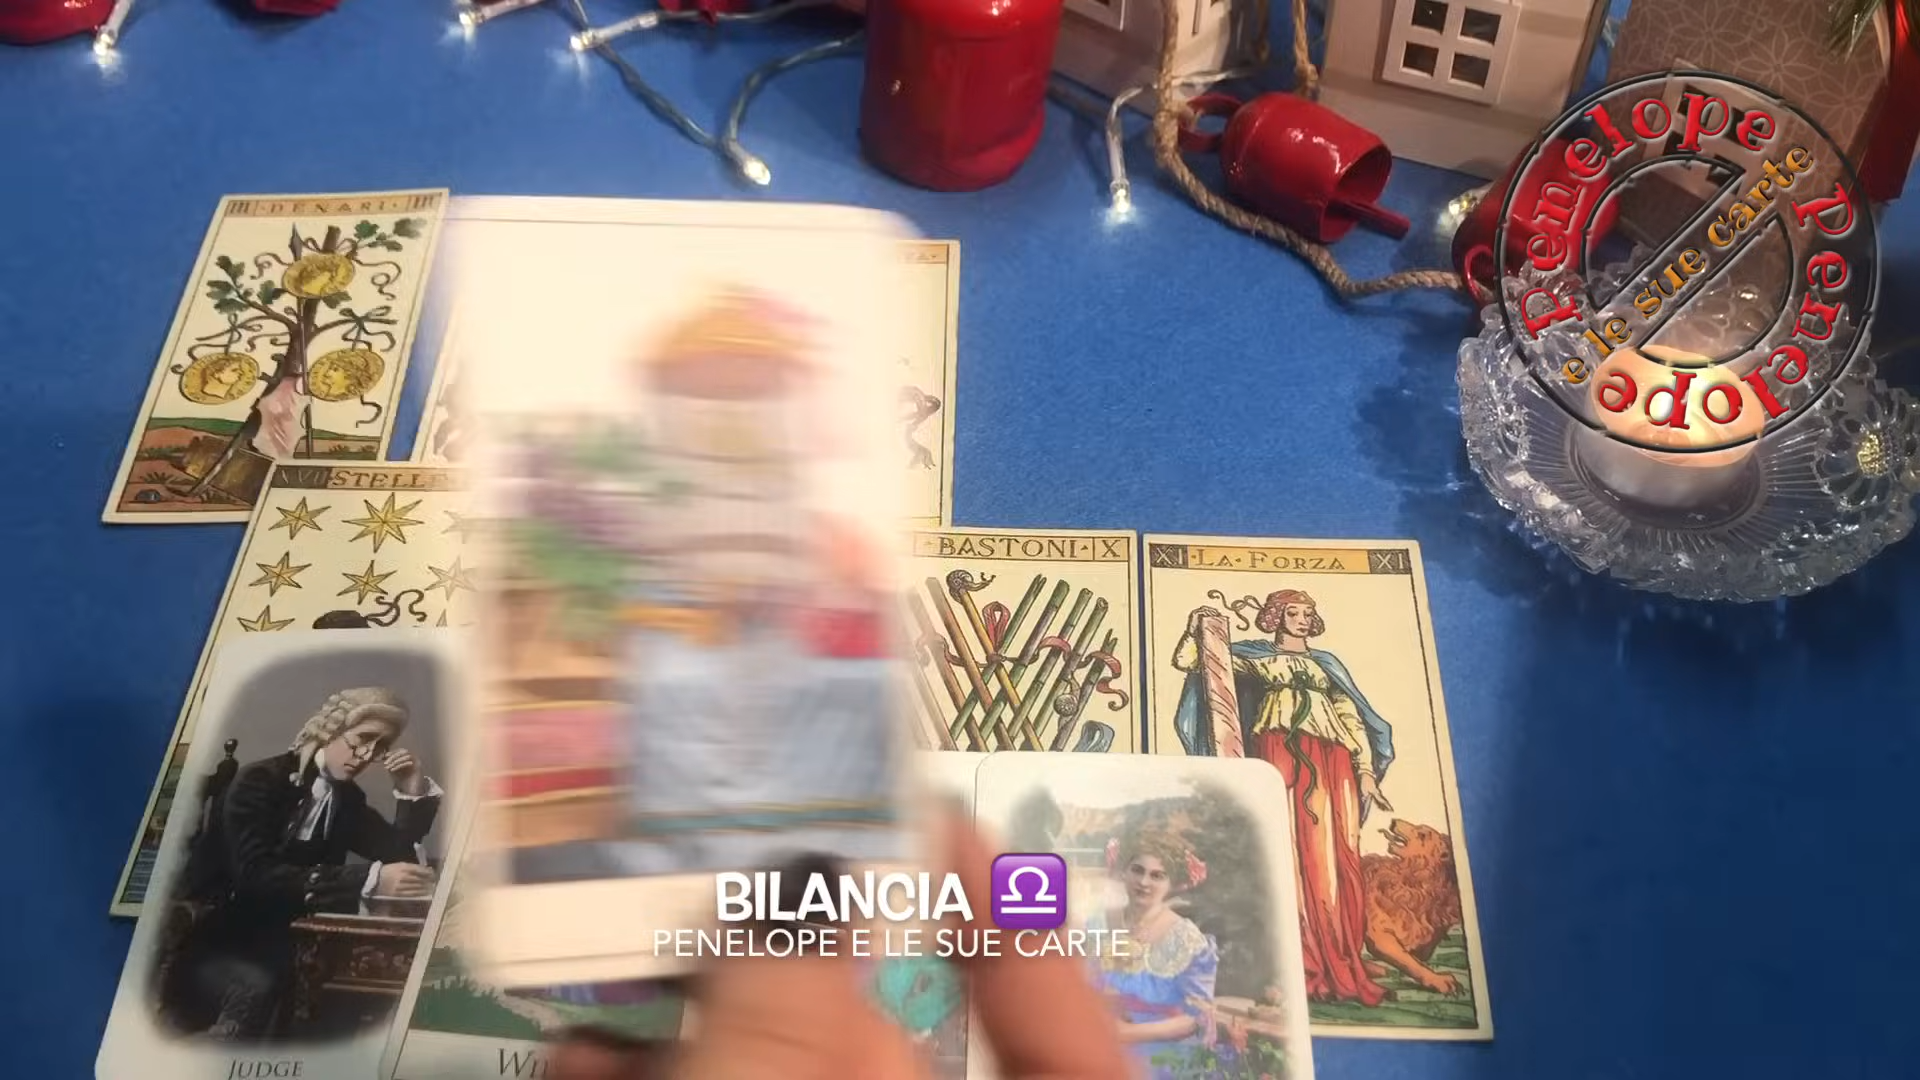 Penelope Penelope
e le sue carte
III ·DENARI· III
STELLE
·BASTONI· X
XI ·LA·FORZA XI
BILANCIA ♎
PENELOPE E LE SUE CARTE
JUDGE